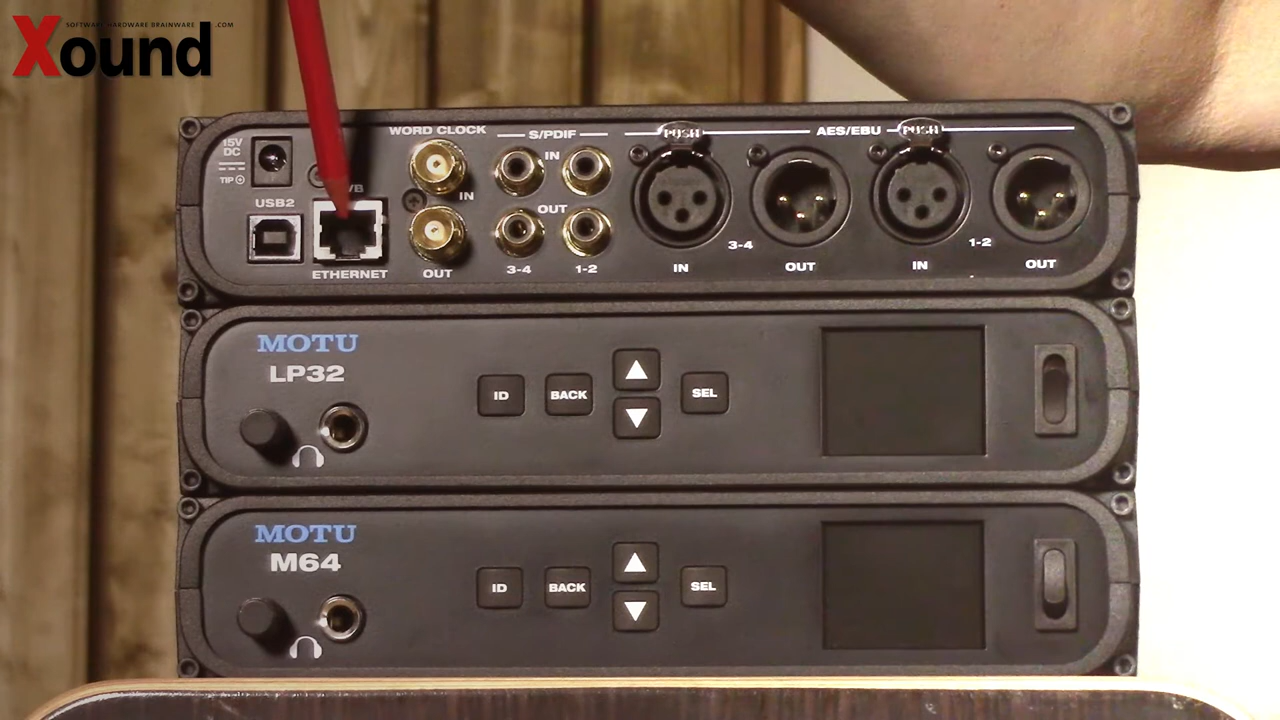 SOFTWARE HARDWARE BRAINWARE .COM
Xound
WORD CLOCK
S/PDIF
PUSH
AES/EBU
PUSH
15V
DC
TIP
IN
USB2
IN
OUT
3-4
1-2
ETHERNET
OUT
3-4
1-2
IN
OUT
IN
OUT
MOTU
LP32
ID
BACK
SEL
MOTU
M64
ID
BACK
SEL